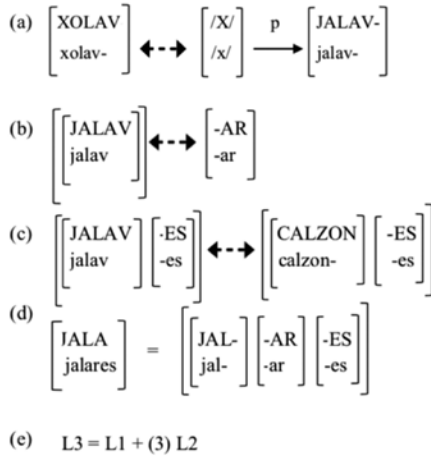 (a) [XOLAV [/X/ p [JALAV-
xolav-] /x/] jalav-]
(b) [[JALAV [-AR
jalav]] -ar]
(c) [[JALAV [-ES [[CALZON [-ES
jalav] -es]] calzon-] -es]]
(d)
[JALA = [[JAL- [-AR [-ES
jalares] jal-] -ar] -es]]
(e) L3 = L1 + (3) L2